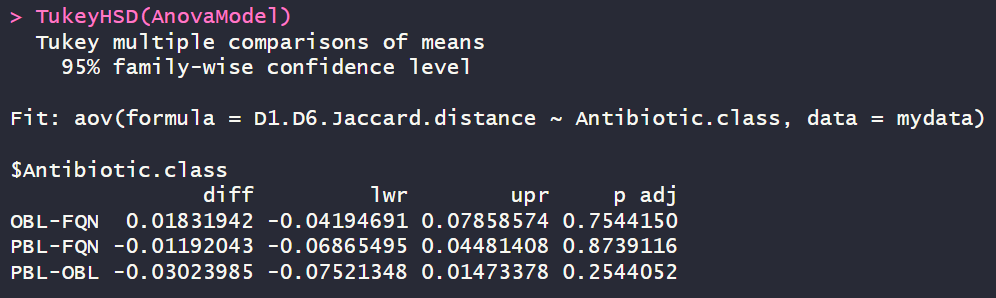 > TukeyHSD(AnovaModel)
  Tukey multiple comparisons of means
    95% family-wise confidence level

Fit: aov(formula = D1.D6.Jaccard.distance ~ Antibiotic.class, data = mydata)

$Antibiotic.class
               diff         lwr        upr     p adj
OBL-FQN  0.01831942 -0.04194691 0.07858574 0.7544150
PBL-FQN -0.01192043 -0.06865495 0.04481408 0.8739116
PBL-OBL -0.03023985 -0.07521348 0.01473378 0.2544052